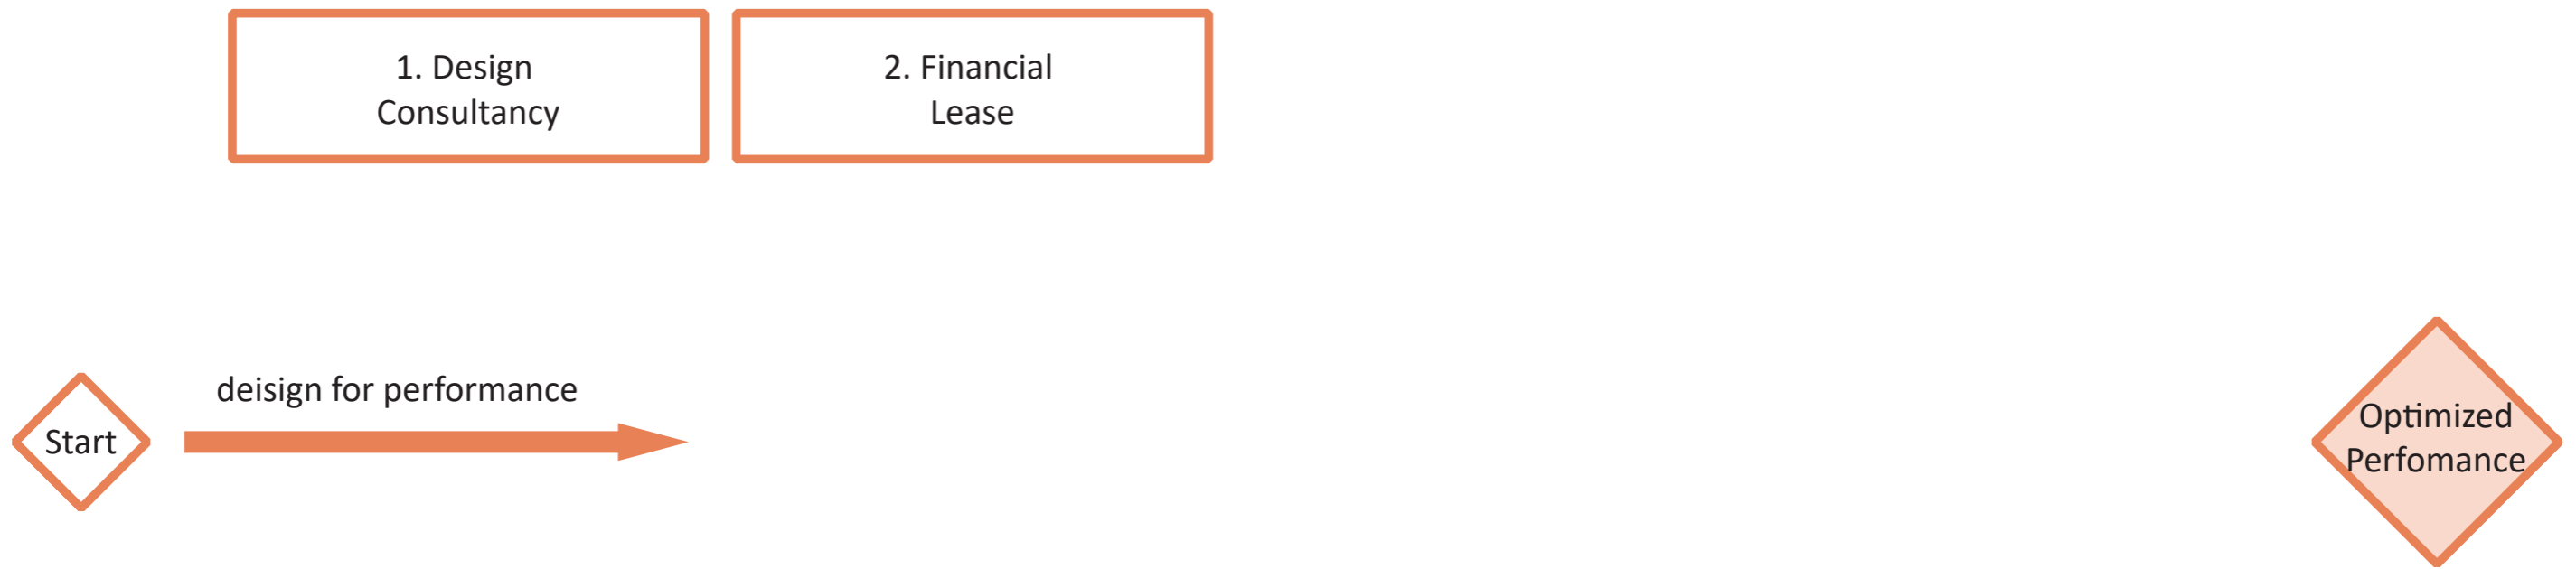 1. Design
Consultancy
2. Financial
Lease
deisign for performance
Start
Optimized
Perfomance